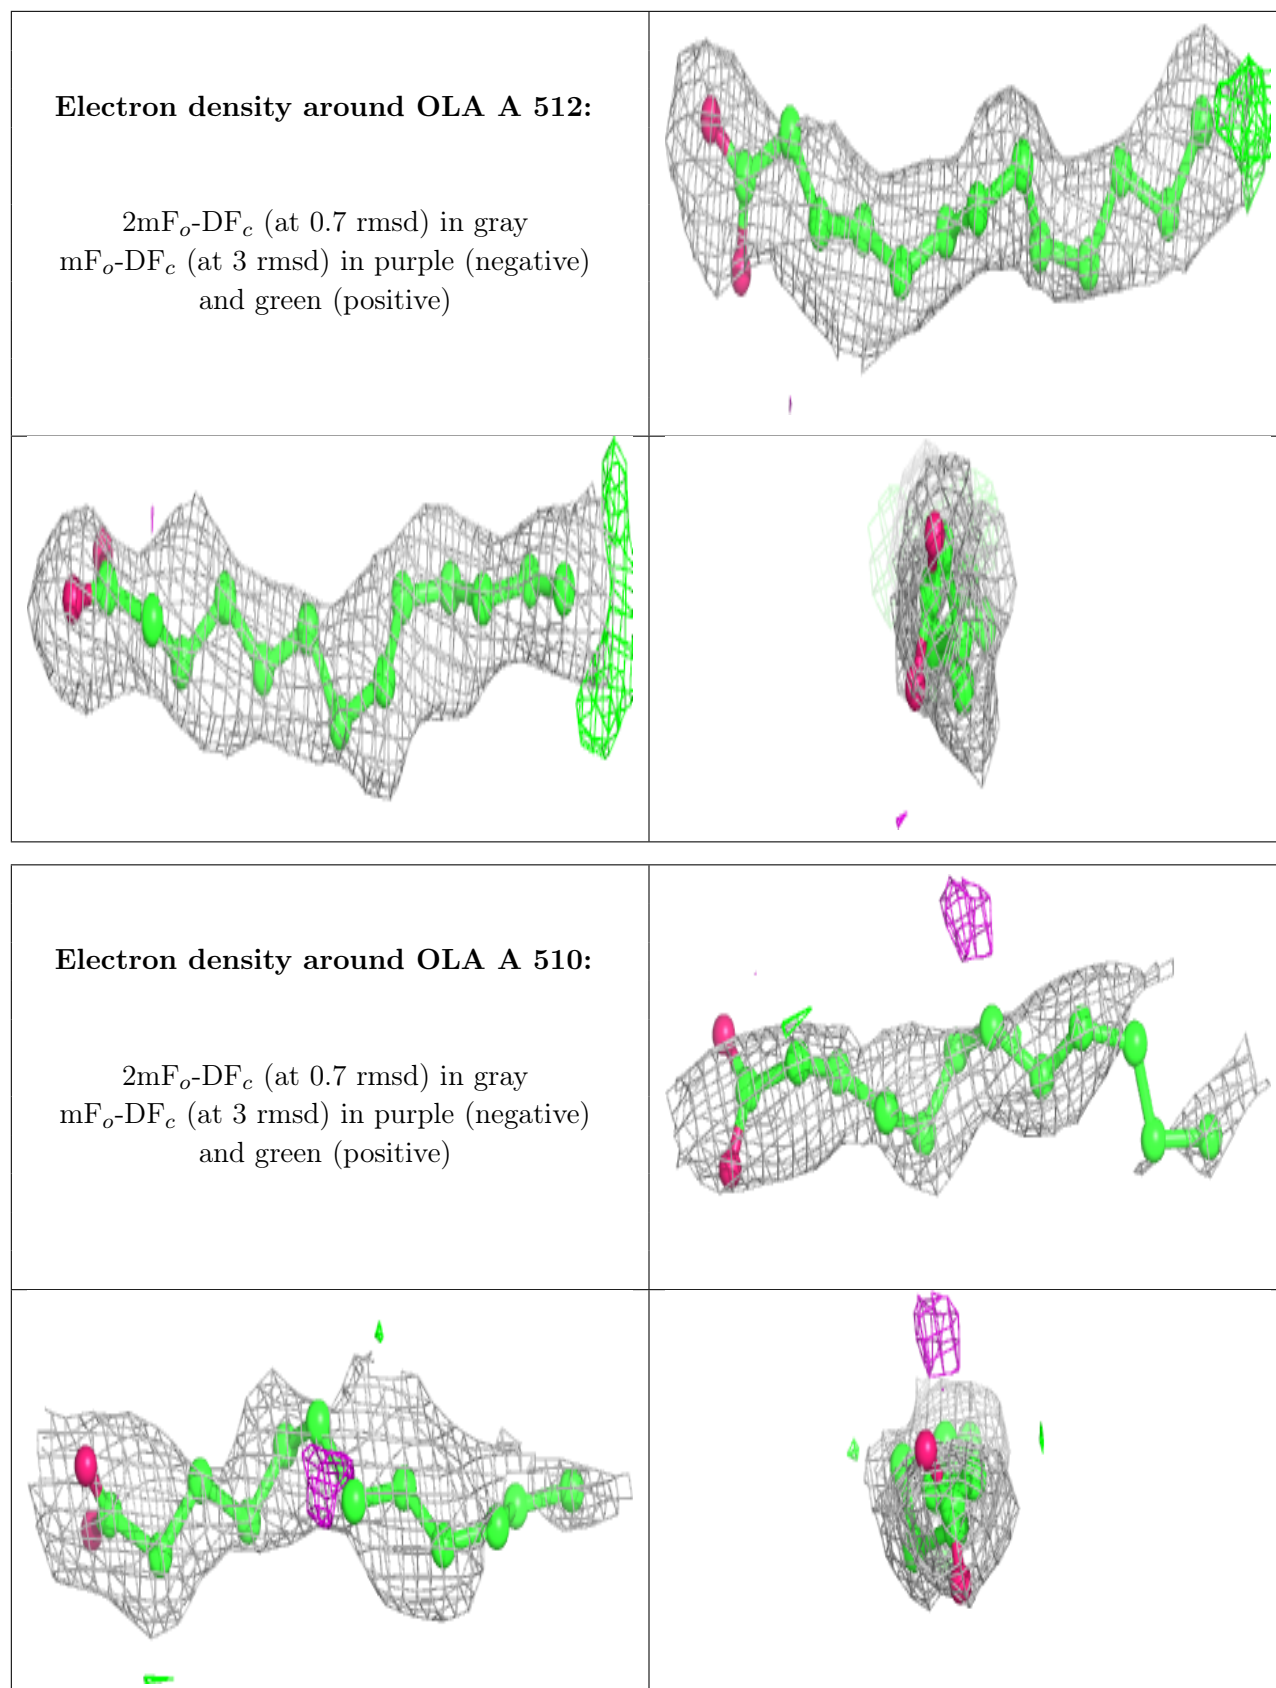 Electron density around OLA A 512:
2mFₒ-DF𝒸 (at 0.7 rmsd) in gray
mFₒ-DF𝒸 (at 3 rmsd) in purple (negative)
and green (positive)
Electron density around OLA A 510:
2mFₒ-DF𝒸 (at 0.7 rmsd) in gray
mFₒ-DF𝒸 (at 3 rmsd) in purple (negative)
and green (positive)